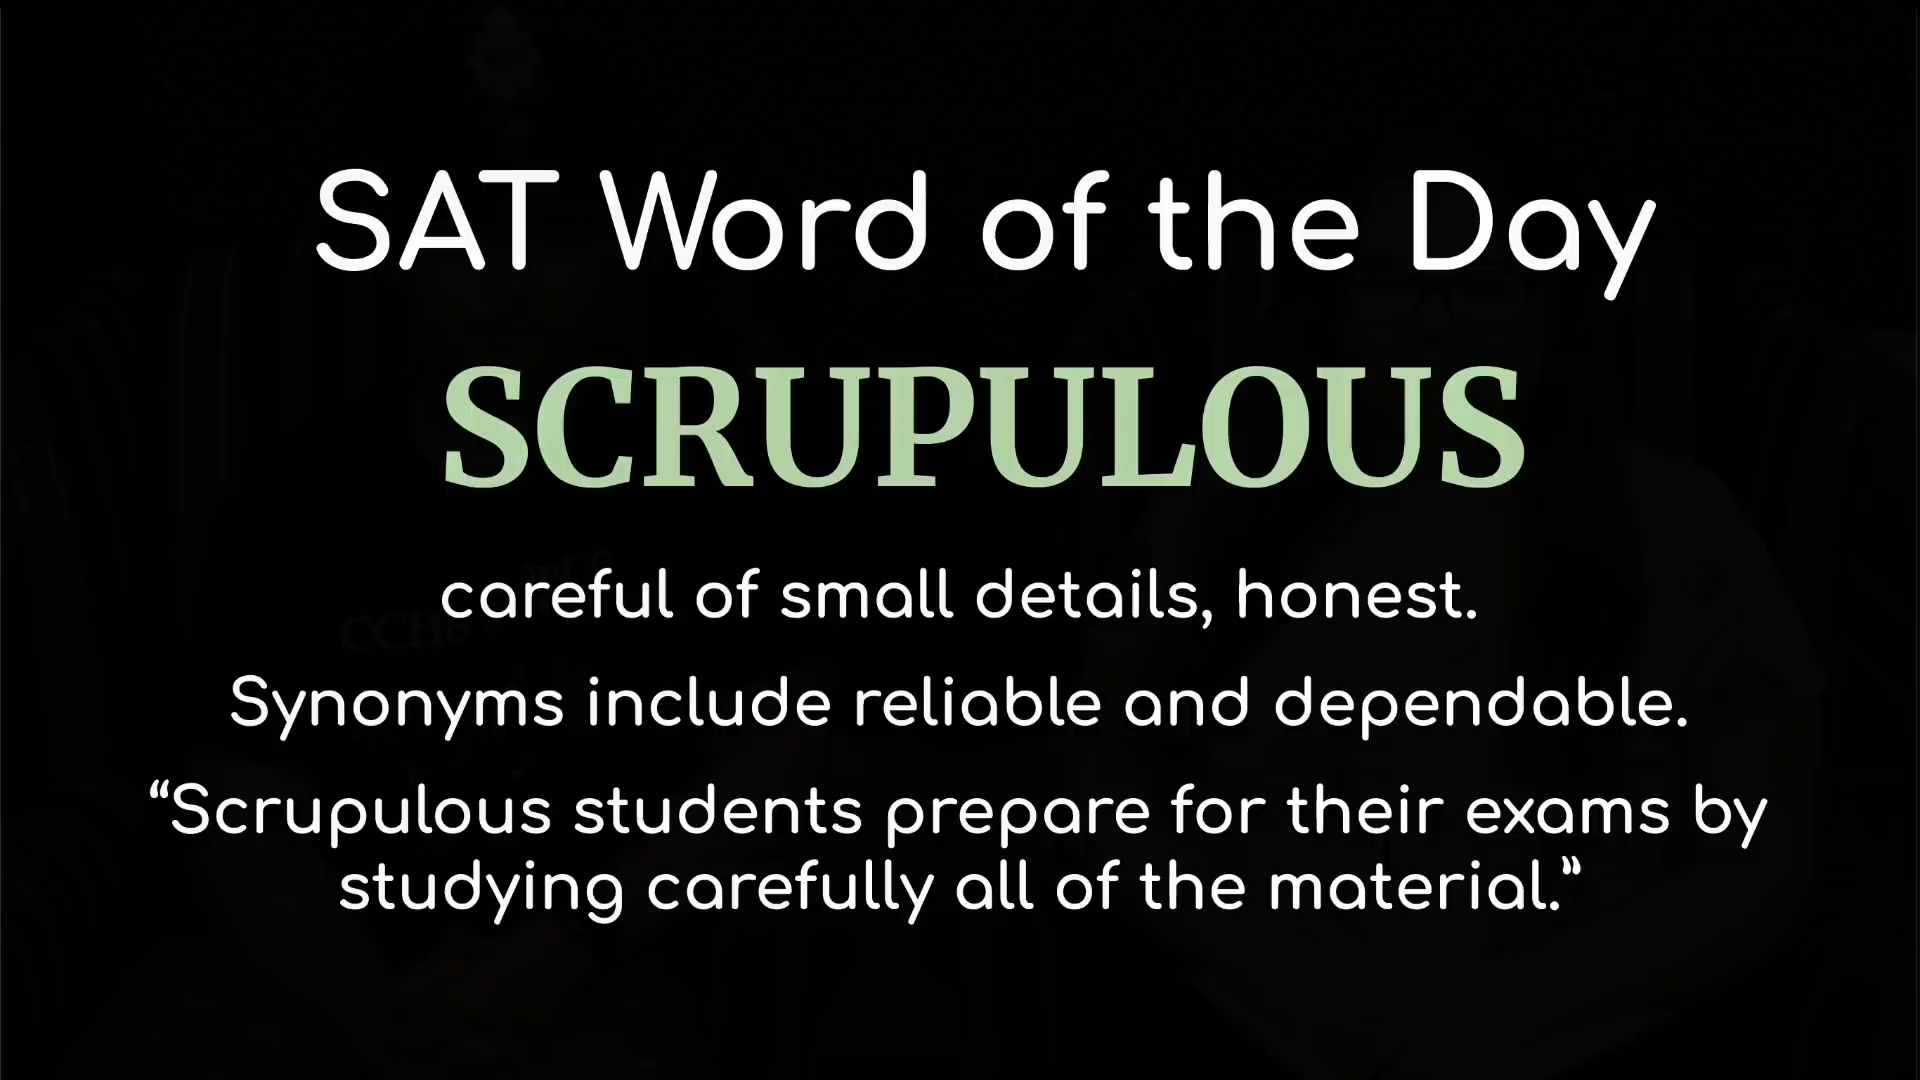 SAT Word of the Day
SCRUPULOUS
careful of small details, honest.
Synonyms include reliable and dependable.
“Scrupulous students prepare for their exams by
studying carefully all of the material.”